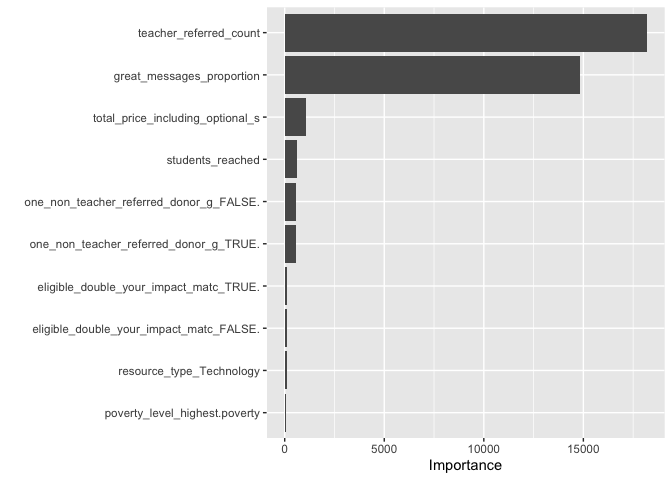 teacher_referred_count
great_messages_proportion
total_price_including_optional_s
students_reached
one_non_teacher_referred_donor_g_FALSE.
one_non_teacher_referred_donor_g_TRUE.
eligible_double_your_impact_matc_TRUE.
eligible_double_your_impact_matc_FALSE.
resource_type_Technology
poverty_level_highest.poverty
0 5000 10000 15000
Importance